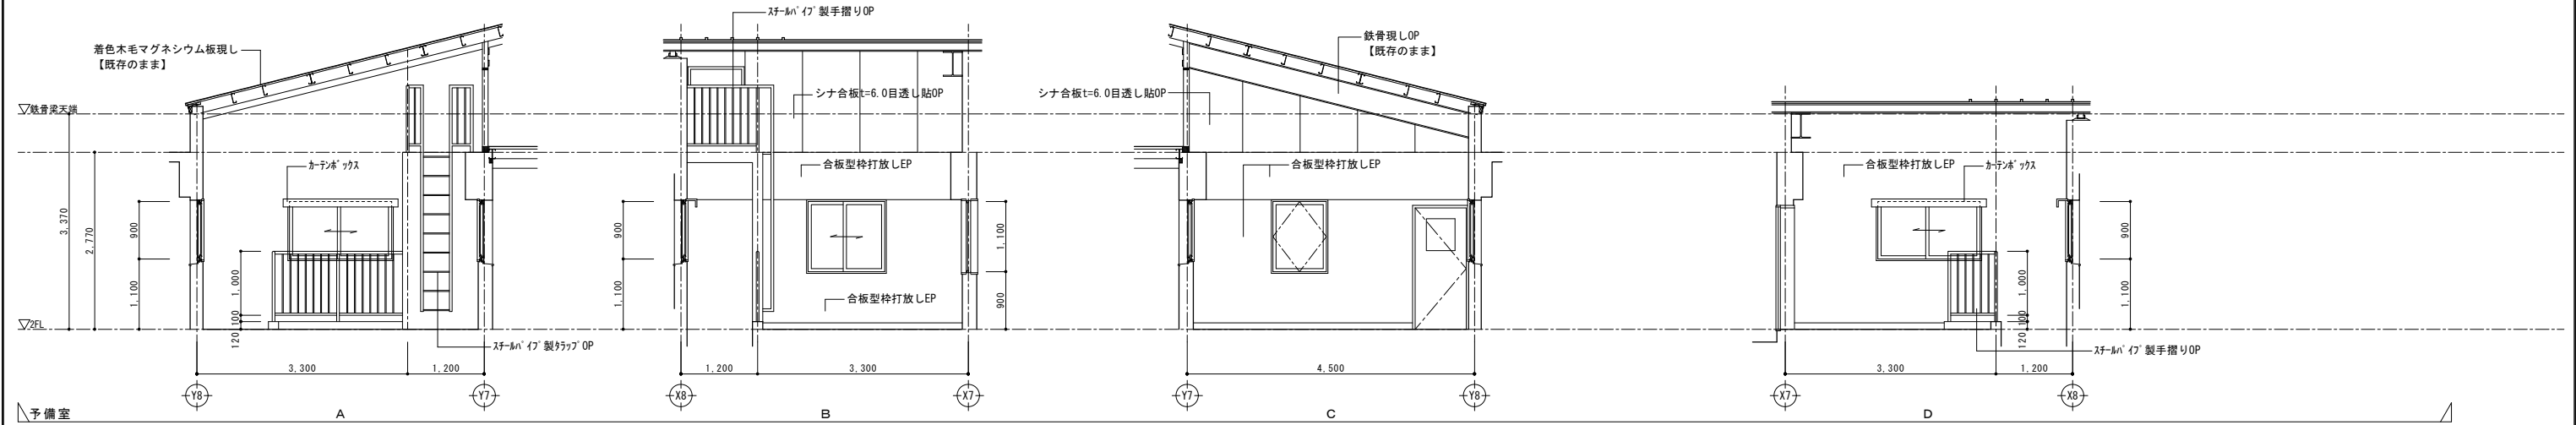 スチールパイプ製手摺りOP
着色木毛マグネシウム板現し
【既存のまま】
鉄骨現しOP
【既存のまま】
シナ合板t=6.0目透し貼OP
シナ合板t=6.0目透し貼OP
▽鉄骨梁天端
カーテンボックス
合板型枠打放しEP
合板型枠打放しEP
合板型枠打放しEP
カーテンボックス
3,370
2,770
900
1,100
1,000
100
120
900
1,100
1,100
900
合板型枠打放しEP
900
1,100
1,000
100
120
▽2FL
スチールパイプ製タラップOP
スチールパイプ製手摺りOP
3,300
1,200
1,200
3,300
4,500
3,300
1,200
Y8
Y7
X8
X7
Y7
Y8
X7
X8
予備室
A
B
C
D